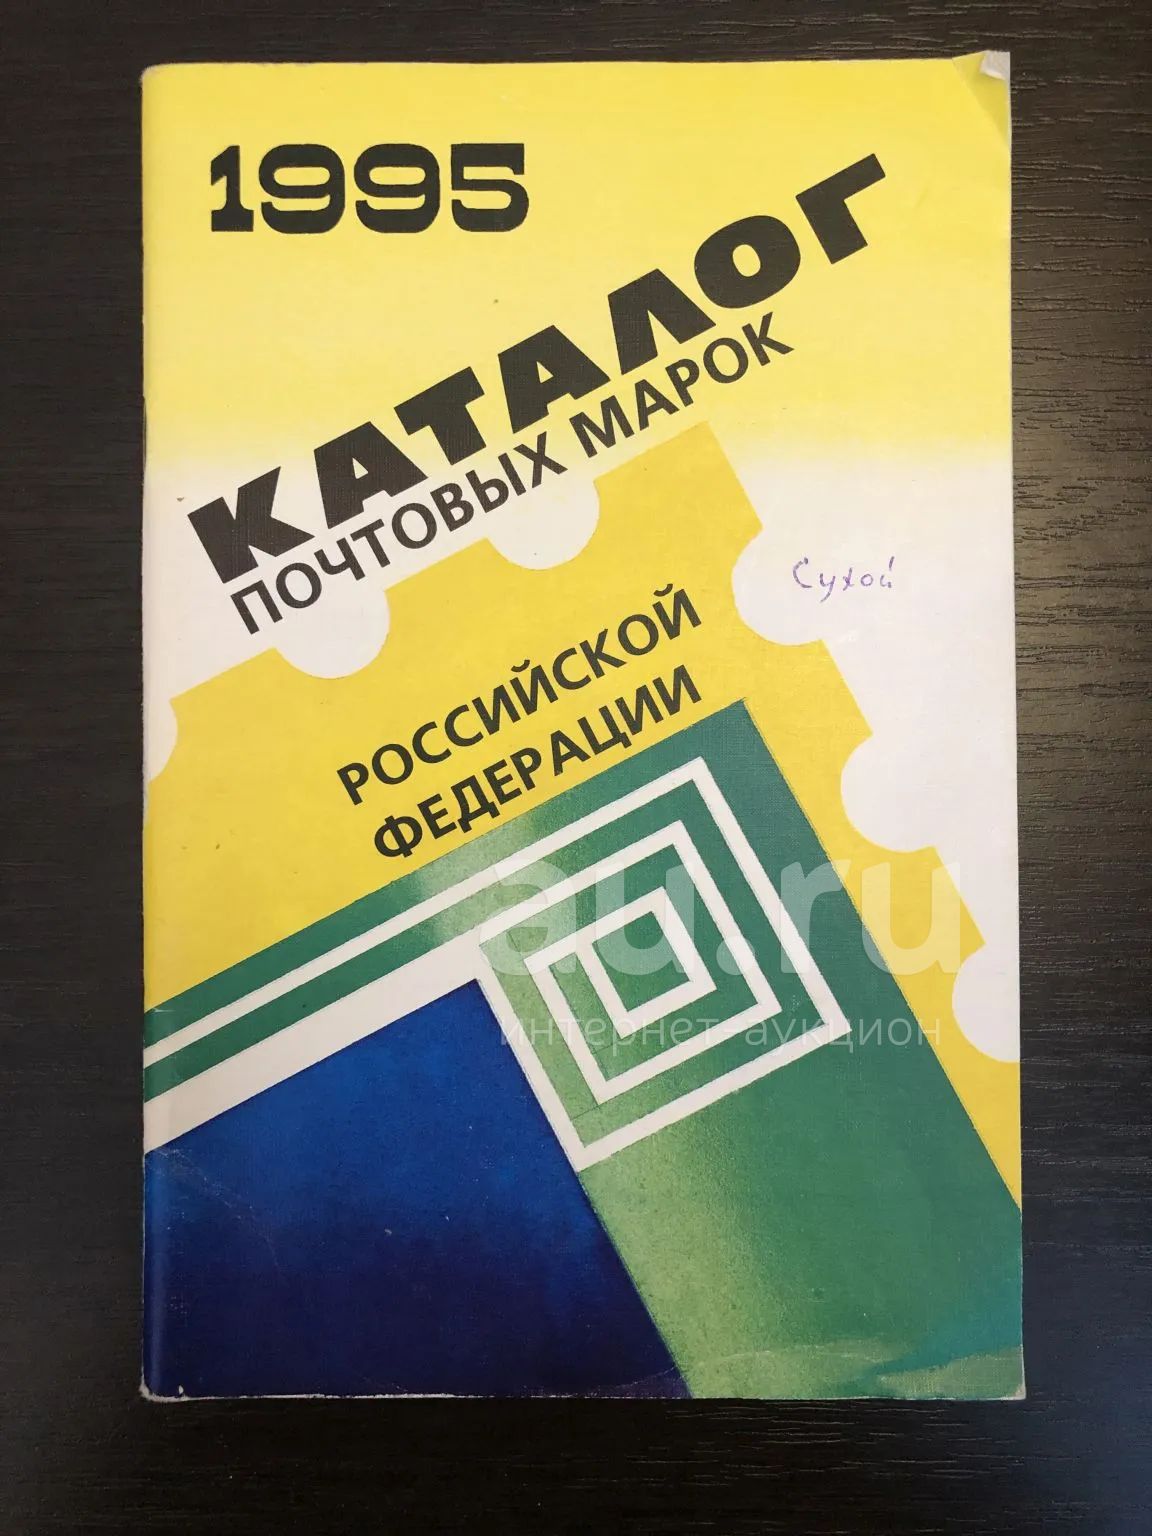 1995
КАТАЛОГ
ПОЧТОВЫХ МАРОК
Сухой
РОССИЙСКОЙ
ФЕДЕРАЦИИ
au.ru
интернет-аукцион